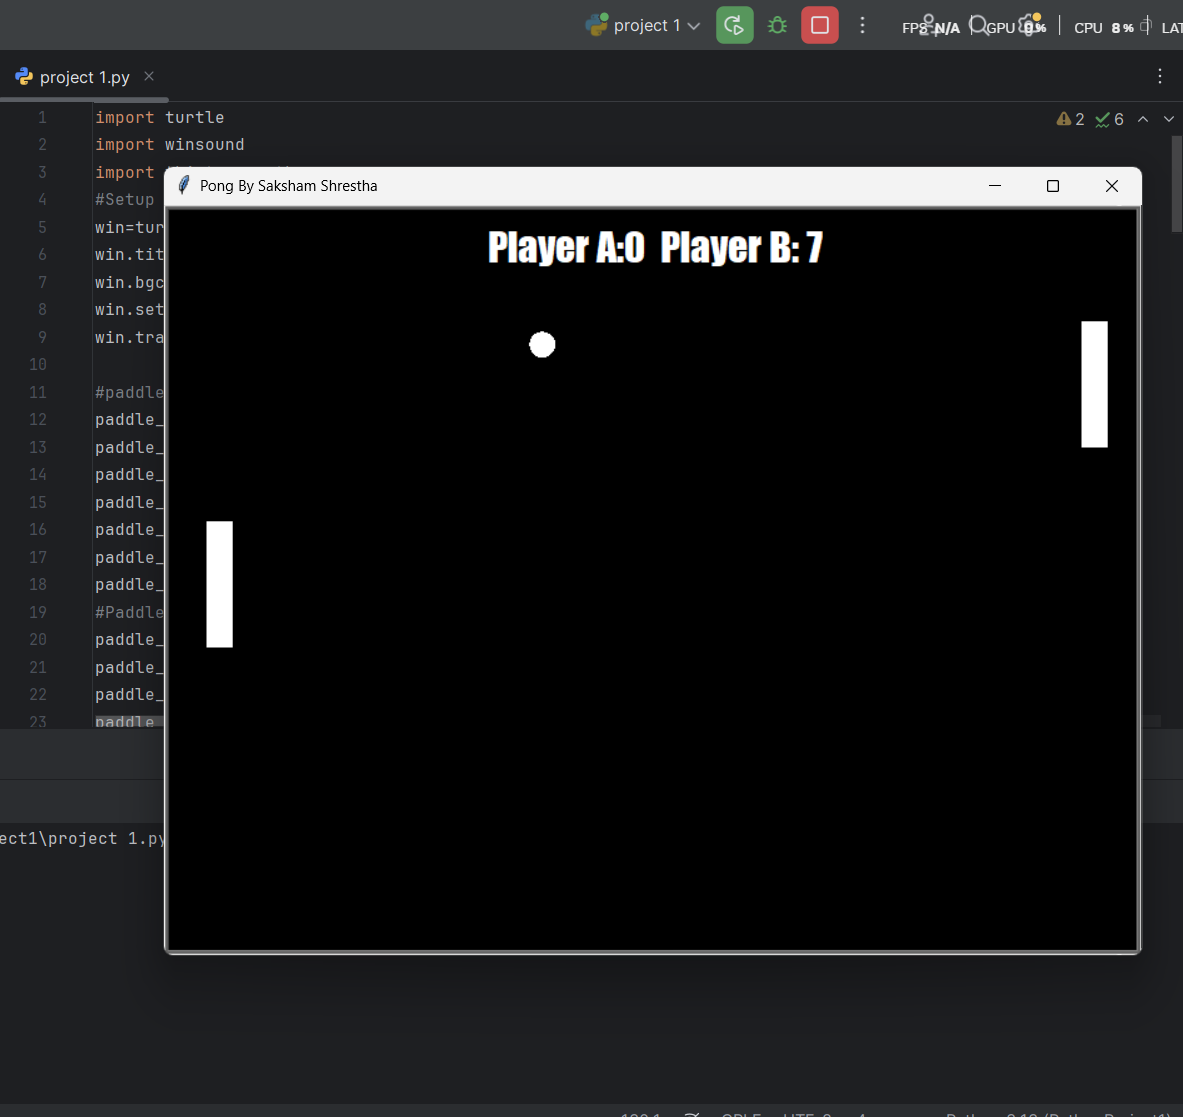 project 1
FPS N/A GPU 0% CPU 8% LAT
project 1.py
2 6
1 import turtle
2 import winsound
3 import
4 #Setup
5 win=tur
6 win.tit
7 win.bgc
8 win.set
9 win.tra
10
11 #paddle
12 paddle_
13 paddle_
14 paddle_
15 paddle_
16 paddle_
17 paddle_
18 paddle_
19 #Paddle
20 paddle_
21 paddle_
22 paddle_
23 paddle
Pong By Saksham Shrestha
Player A:0 Player B: 7
ect1\project 1.py